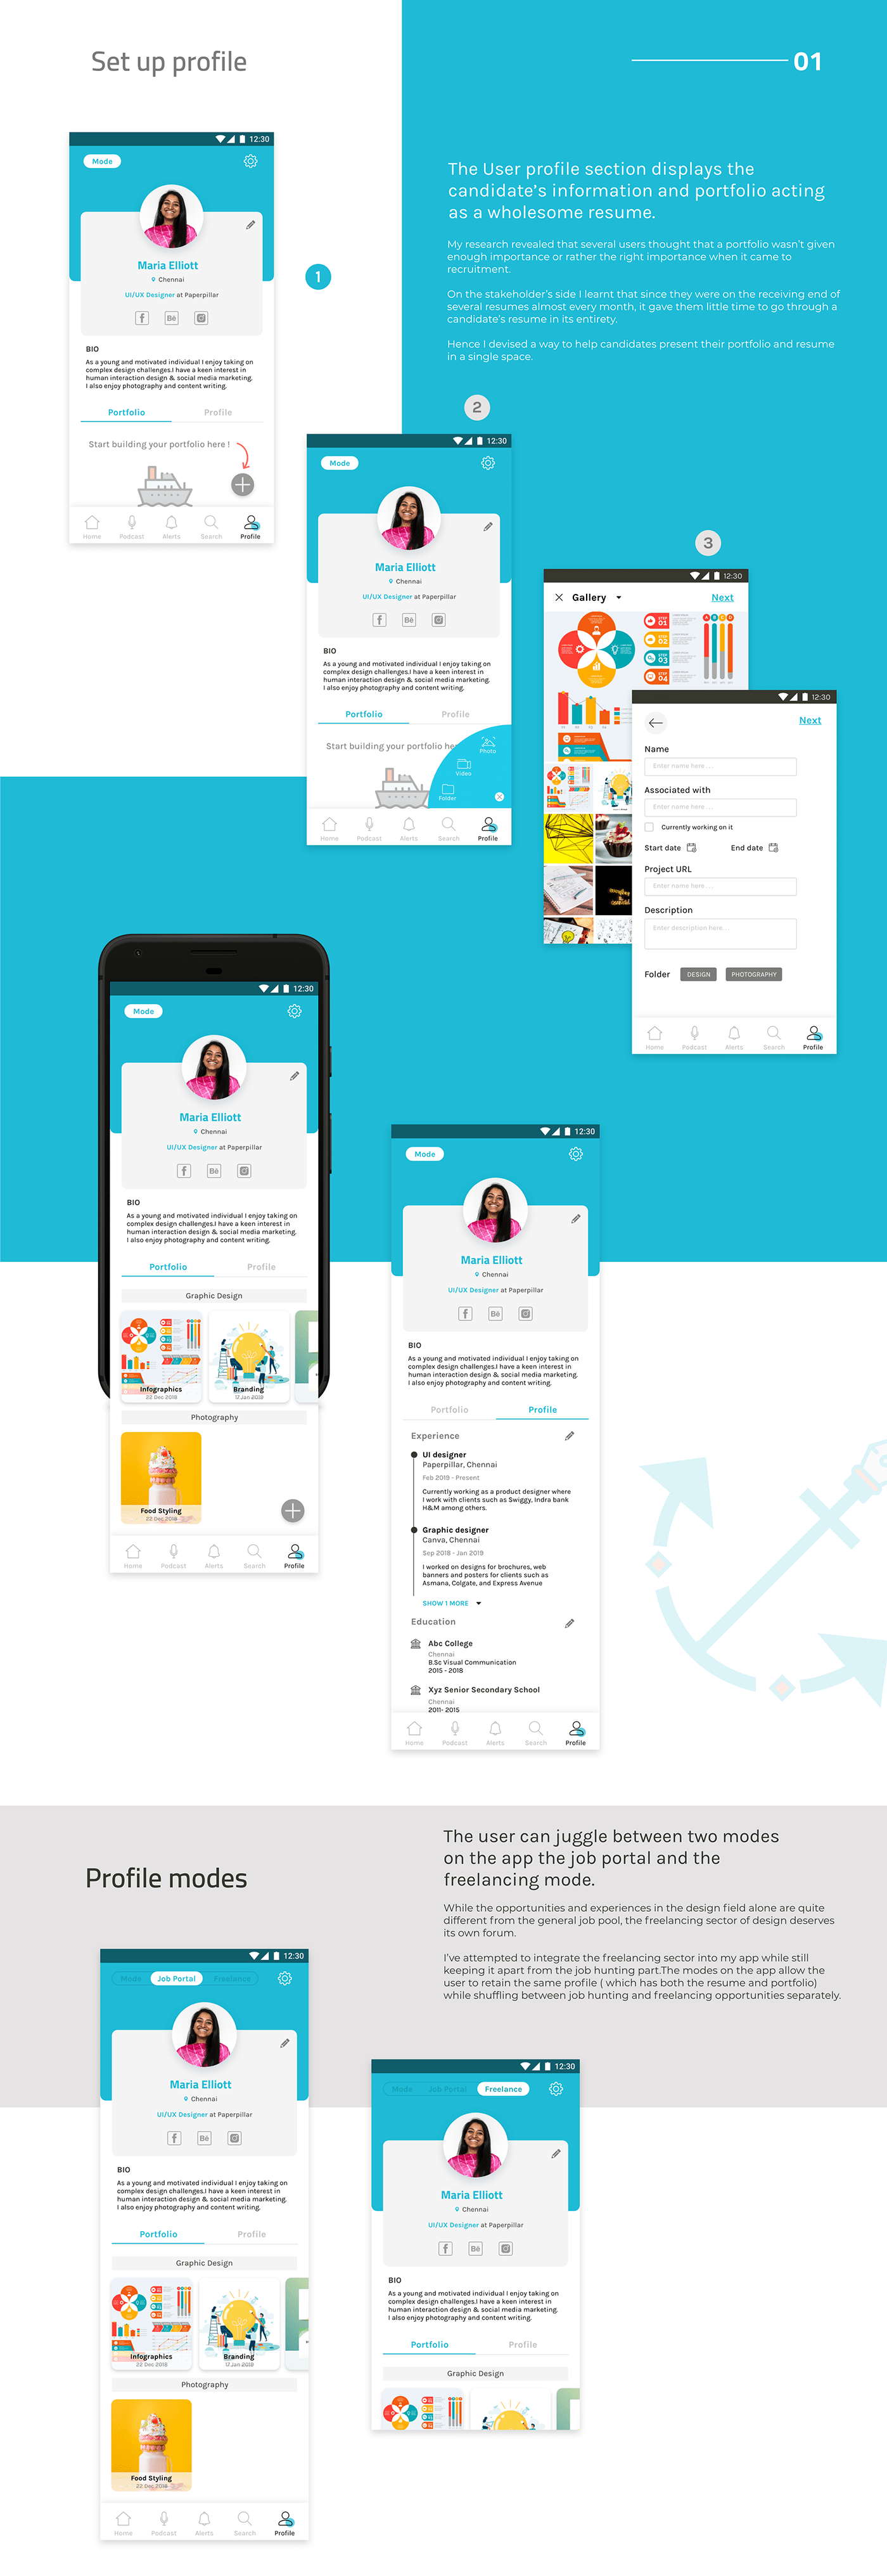 Set up profile
01
The User profile section displays the
candidate's information and portfolio acting
as a wholesome resume.
My research revealed that several users thought that a portfolio wasn't given
enough importance or rather the right importance when it came to
recruitment.
On the stakeholder's side I learnt that since they were on the receiving end of
several resumes almost every month, it gave them little time to go through a
candidate's resume in its entirety.
Hence I devised a way to help candidates present their portfolio and resume
in a single space.
12:30
Mode
Maria Elliott
Chennai
UI/UX Designer at Paperpillar
f Bē
BIO
As a young and motivated individual I enjoy taking on
complex design challenges.I have a keen interest in
human interaction design & social media marketing.
I also enjoy photography and content writing.
Portfolio Profile
Start building your portfolio here !
Home Podcast Alerts Search Profile
1
2
12:30
Mode
Maria Elliott
Chennai
UI/UX Designer at Paperpillar
f Bē
BIO
As a young and motivated individual I enjoy taking on
complex design challenges.I have a keen interest in
human interaction design & social media marketing.
I also enjoy photography and content writing.
Portfolio Profile
Start building your portfolio he
Photo
Video
Folder
Home Podcast Alerts Search Profile
3
12:30
Gallery Next
STEP
01
02
03
04
A B C D
12:30
Next
Name
Enter name here . . .
Associated with
Enter name here . . .
Currently working on it
Start date End date
Project URL
Enter name here . . .
Description
Enter description here . . .
Folder DESIGN PHOTOGRAPHY
Home Podcast Alerts Search Profile
12:30
Mode
Maria Elliott
Chennai
UI/UX Designer at Paperpillar
f Bē
BIO
As a young and motivated individual I enjoy taking on
complex design challenges.I have a keen interest in
human interaction design & social media marketing.
I also enjoy photography and content writing.
Portfolio Profile
Graphic Design
Infographics
22 Dec 2018
Branding
17 Jan 2019
Photography
Food Styling
22 Dec 2018
Home Podcast Alerts Search Profile
12:30
Mode
Maria Elliott
Chennai
UI/UX Designer at Paperpillar
f Bē
BIO
As a young and motivated individual I enjoy taking on
complex design challenges.I have a keen interest in
human interaction design & social media marketing.
I also enjoy photography and content writing.
Portfolio Profile
Experience
UI designer
Paperpillar, Chennai
Feb 2019 - Present
Currently working as a product designer where
I work with clients such as Swiggy, Indra bank
H&M among others.
Graphic designer
Canva, Chennai
Sep 2018 - Jan 2019
I worked on designs for brochures, web
banners and posters for clients such as
Asmana, Colgate, and Express Avenue
SHOW 1 MORE
Education
Abc College
Chennai
B.Sc Visual Communication
2015 - 2018
Xyz Senior Secondary School
Chennai
2011- 2015
Home Podcast Alerts Search Profile
Profile modes
The user can juggle between two modes
on the app the job portal and the
freelancing mode.
While the opportunities and experiences in the design field alone are quite
different from the general job pool, the freelancing sector of design deserves
its own forum.
I've attempted to integrate the freelancing sector into my app while still
keeping it apart from the job hunting part.The modes on the app allow the
user to retain the same profile ( which has both the resume and portfolio)
while shuffling between job hunting and freelancing opportunities separately.
12:30
Mode Job Portal Freelance
Maria Elliott
Chennai
UI/UX Designer at Paperpillar
f Bē
BIO
As a young and motivated individual I enjoy taking on
complex design challenges.I have a keen interest in
human interaction design & social media marketing.
I also enjoy photography and content writing.
Portfolio Profile
Graphic Design
Infographics
22 Dec 2018
Branding
17 Jan 2019
Photography
Food Styling
22 Dec 2018
Home Podcast Alerts Search Profile
12:30
Mode Job Portal Freelance
Maria Elliott
Chennai
UI/UX Designer at Paperpillar
f Bē
BIO
As a young and motivated individual I enjoy taking on
complex design challenges.I have a keen interest in
human interaction design & social media marketing.
I also enjoy photography and content writing.
Portfolio Profile
Graphic Design